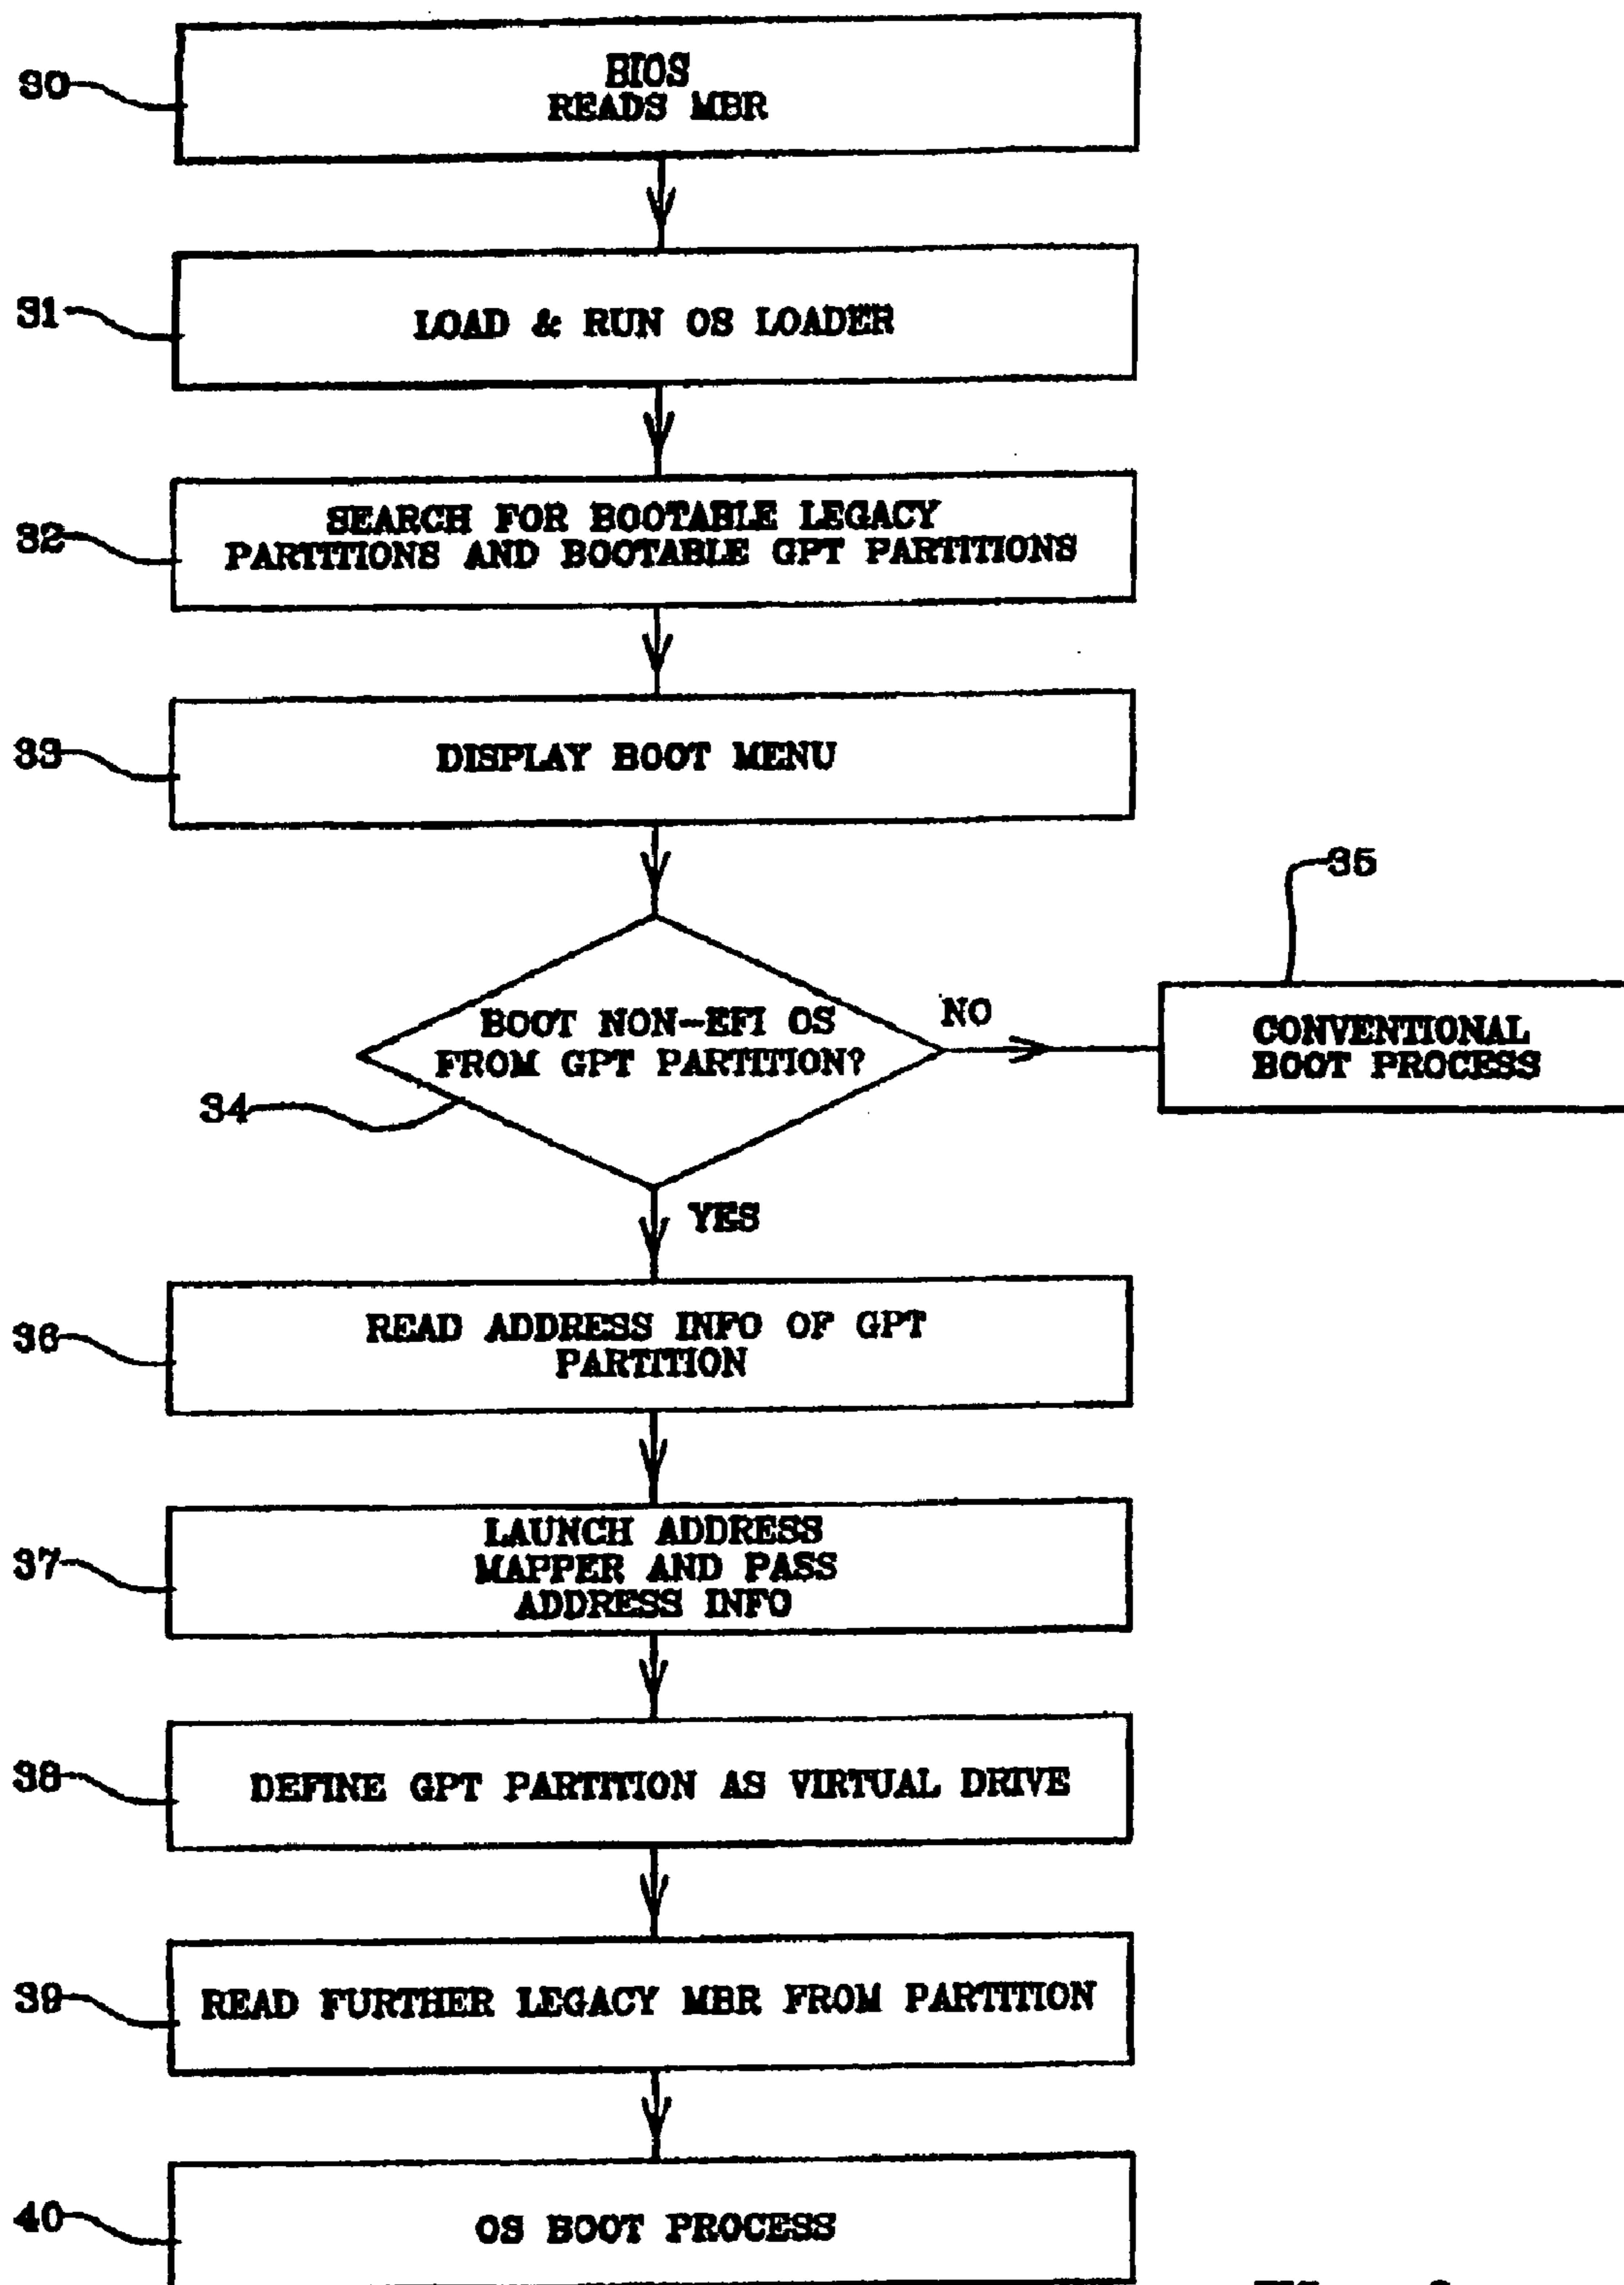 30
BIOS
READS MBR
31
LOAD & RUN OS LOADER
32
SEARCH FOR BOOTABLE LEGACY
PARTITIONS AND BOOTABLE GPT PARTITIONS
33
DISPLAY BOOT MENU
35
BOOT NON-EFI OS
FROM GPT PARTITION?
NO
CONVENTIONAL
BOOT PROCESS
34
YES
36
READ ADDRESS INFO OF GPT
PARTITION
37
LAUNCH ADDRESS
MAPPER AND PASS
ADDRESS INFO
38
DEFINE GPT PARTITION AS VIRTUAL DRIVE
39
READ FURTHER LEGACY MBR FROM PARTITION
40
OS BOOT PROCESS